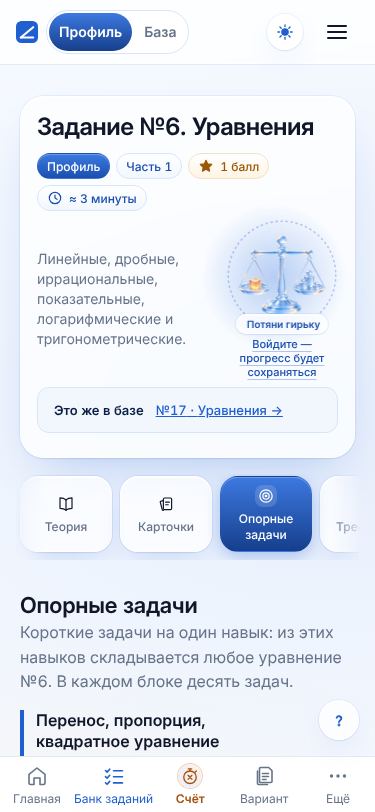 Профиль
База
Задание №6. Уравнения
Профиль
Часть 1
1 балл
≈ 3 минуты
Линейные, дробные,
иррациональные,
показательные,
логарифмические и
тригонометрические.
Потяни гирьку
Войдите —
прогресс будет
сохраняться
Это же в базе №17 · Уравнения →
Теория
Карточки
Опорные
задачи
Тре
Опорные задачи
Короткие задачи на один навык: из этих
навыков складывается любое уравнение
№6. В каждом блоке десять задач.
Перенос, пропорция,
квадратное уравнение
?
Главная
Банк заданий
Счёт
Вариант
Ещё